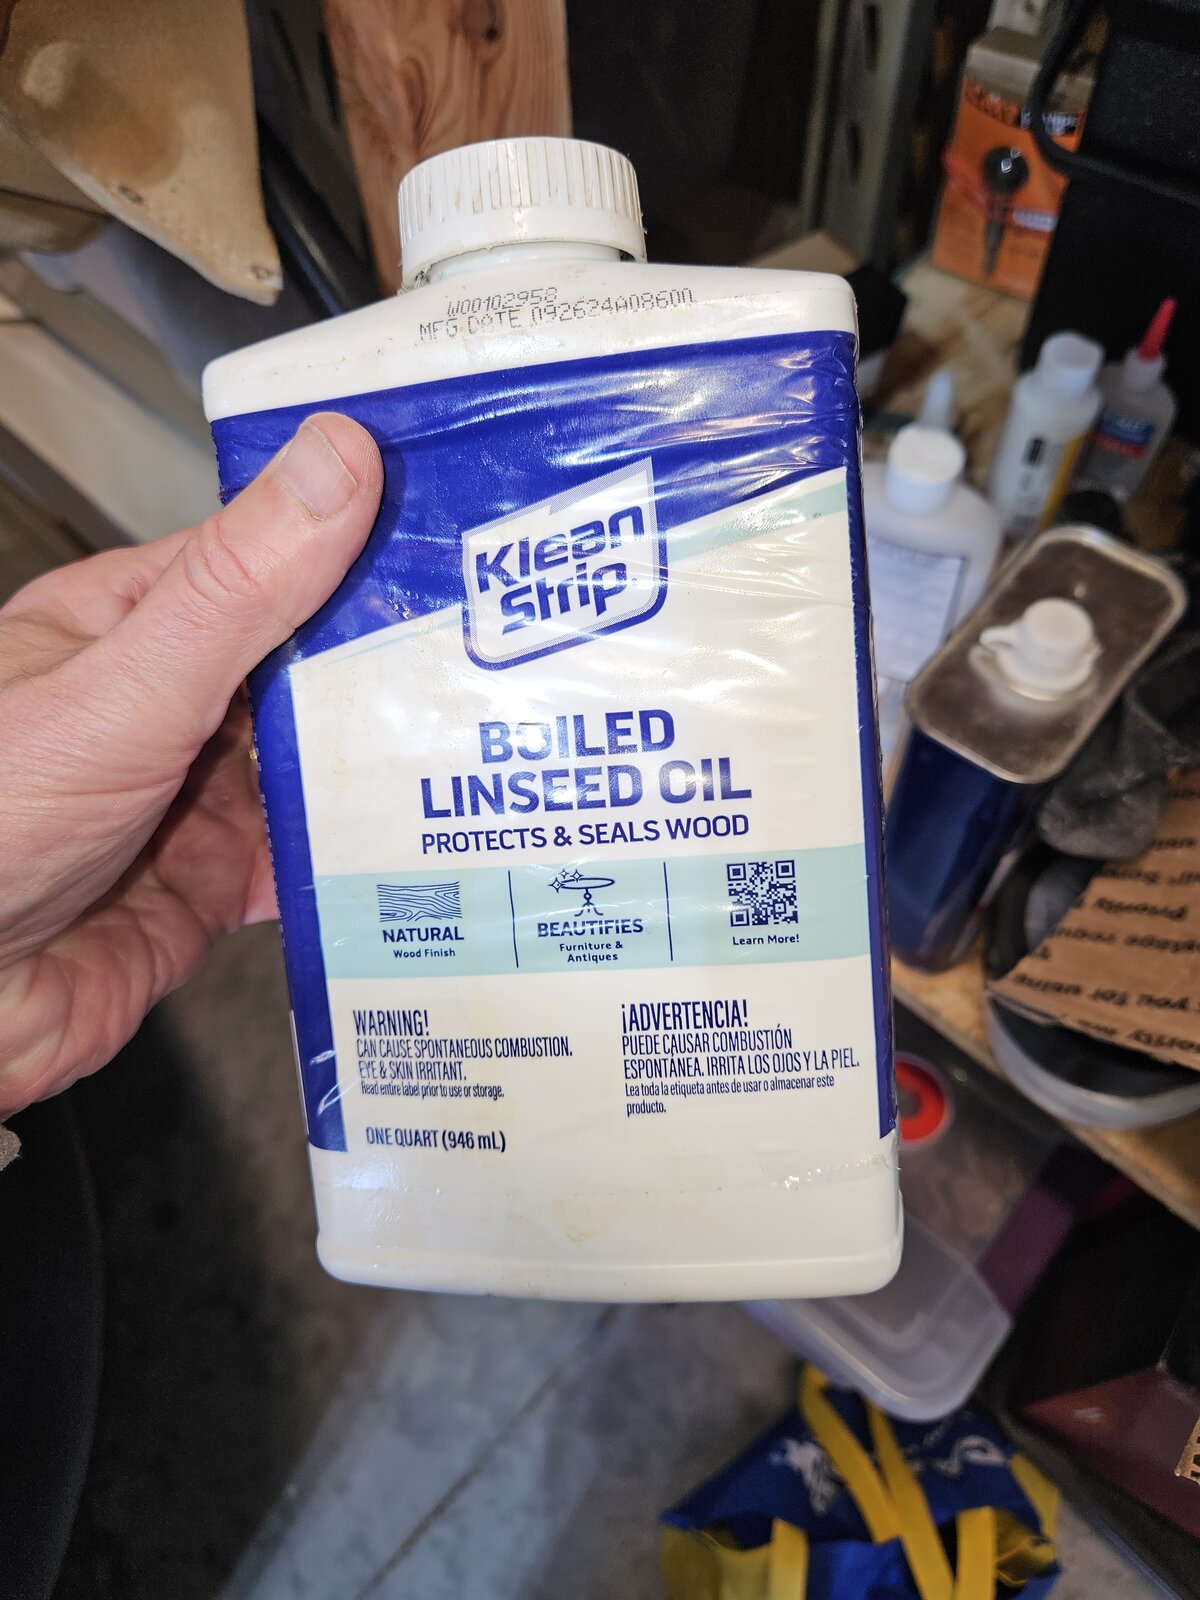 W00102958
MFG DATE 092624A08600
Klean
Strip®
BOILED
LINSEED OIL
PROTECTS & SEALS WOOD
NATURAL
Wood Finish
BEAUTIFIES
Furniture &
Antiques
Learn More!
WARNING!
CAN CAUSE SPONTANEOUS COMBUSTION.
EYE & SKIN IRRITANT.
Read entire label prior to use or storage.
¡ADVERTENCIA!
PUEDE CAUSAR COMBUSTIÓN
ESPONTÁNEA. IRRITA LOS OJOS Y LA PIEL.
Lea toda la etiqueta antes de usar o almacenar este
producto.
ONE QUART (946 mL)
you for using